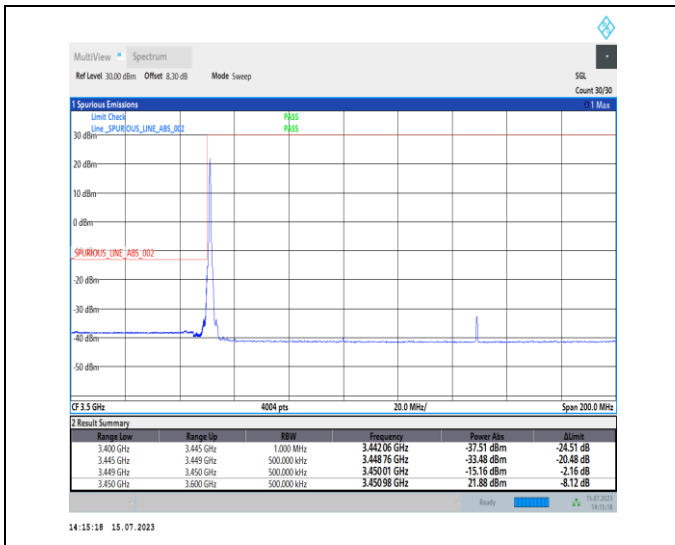 MultiView Spectrum
Ref Level 30.00 dBm Offset 8.30 dB Mode Sweep SGL
Count 30/30
1 Spurious Emissions 1 Max
Limit Check PASS
Line _SPURIOUS_LINE_ABS_002 PASS
30 dBm
20 dBm
10 dBm
0 dBm
_SPURIOUS_LINE_ABS_002
-20 dBm
-30 dBm
-40 dBm
-50 dBm
CF 3.5 GHz 4004 pts 20.0 MHz/ Span 200.0 MHz
2 Result Summary
Range Low Range Up RBW Frequency Power Abs ΔLimit
3.400 GHz 3.445 GHz 1.000 MHz 3.44206 GHz -37.51 dBm -24.51 dB
3.445 GHz 3.449 GHz 500.000 kHz 3.44876 GHz -33.48 dBm -20.48 dB
3.449 GHz 3.450 GHz 500.000 kHz 3.45001 GHz -15.16 dBm -2.16 dB
3.450 GHz 3.600 GHz 500.000 kHz 3.45098 GHz 21.88 dBm -8.12 dB
Ready 15.07.2023
14:15:18
14:15:18 15.07.2023